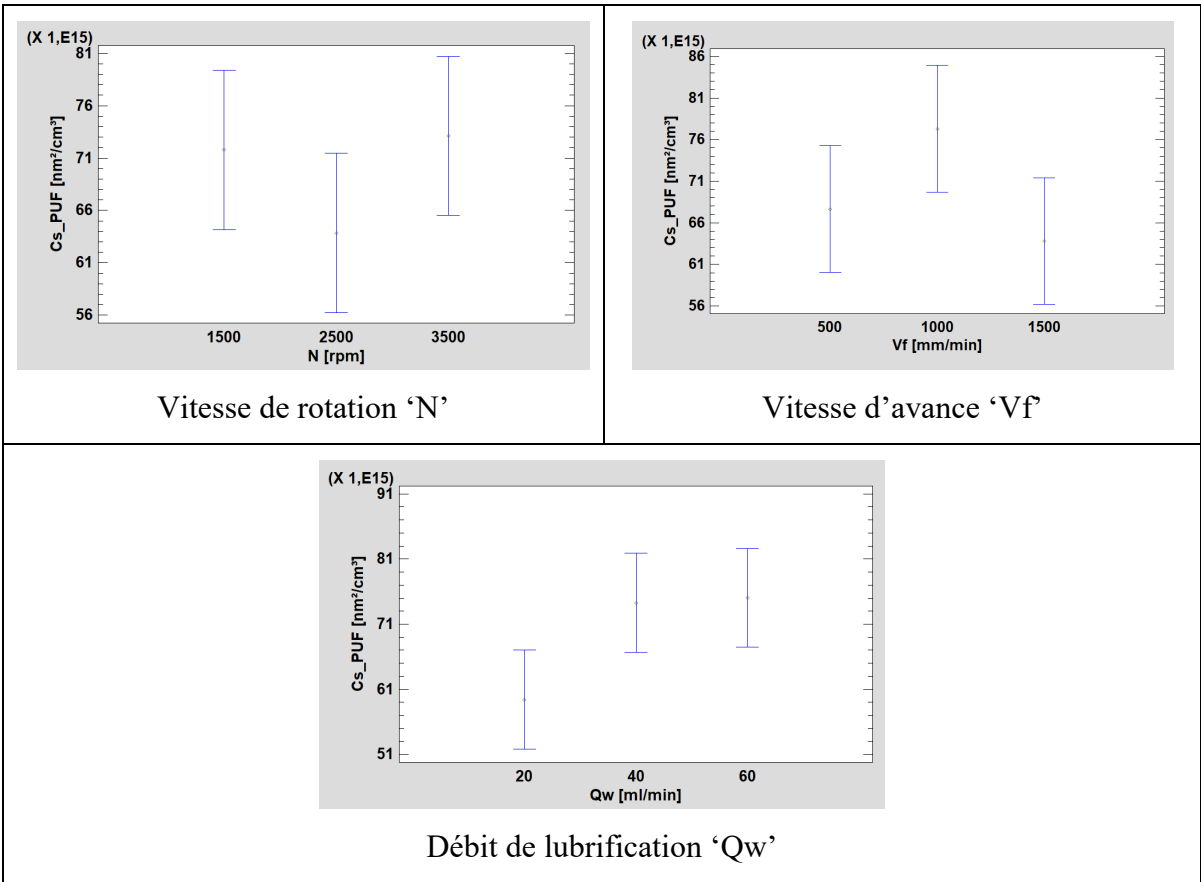 (X 1,E15)
81
76
71
66
61
56
Cs_PUF [nm²/cm³]
1500 2500 3500
N [rpm]
Vitesse de rotation ‘N’
(X 1,E15)
86
81
76
71
66
61
56
Cs_PUF [nm²/cm³]
500 1000 1500
Vf [mm/min]
Vitesse d’avance ‘Vf’
(X 1,E15)
91
81
71
61
51
Cs_PUF [nm²/cm³]
20 40 60
Qw [ml/min]
Débit de lubrification ‘Qw’